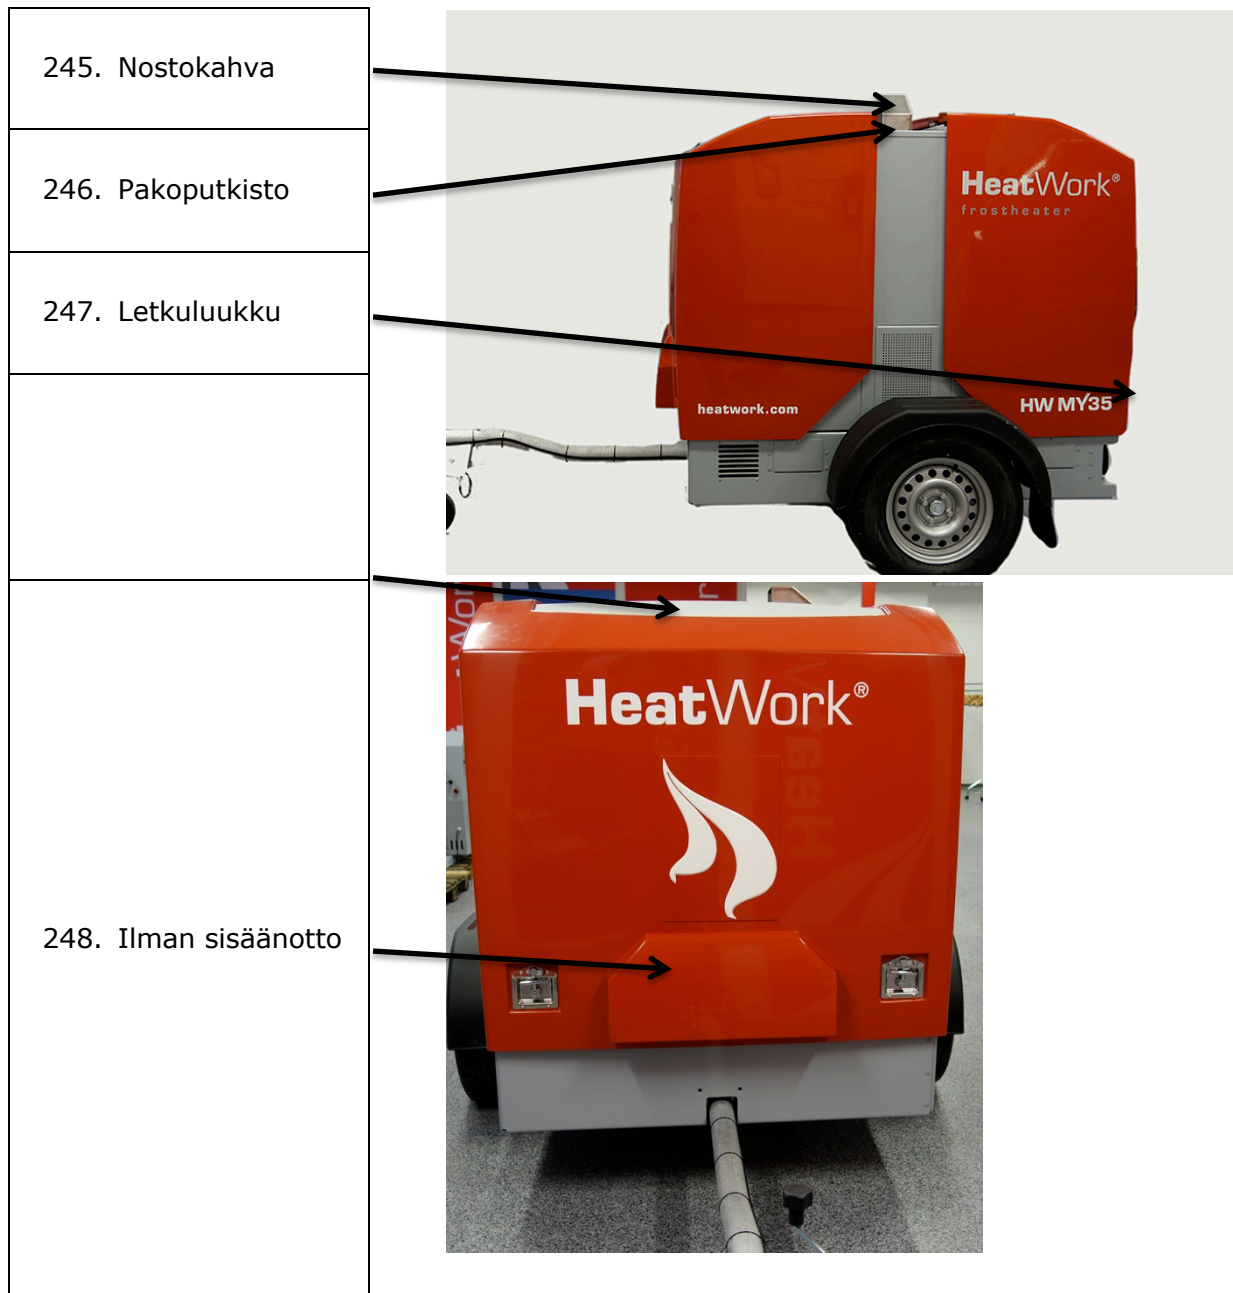 245. Nostokahva
246. Pakoputkisto
247. Letkuluukku
HeatWork®
frostheater
heatwork.com
HW MY35
248. Ilman sisäänotto
HeatWork®